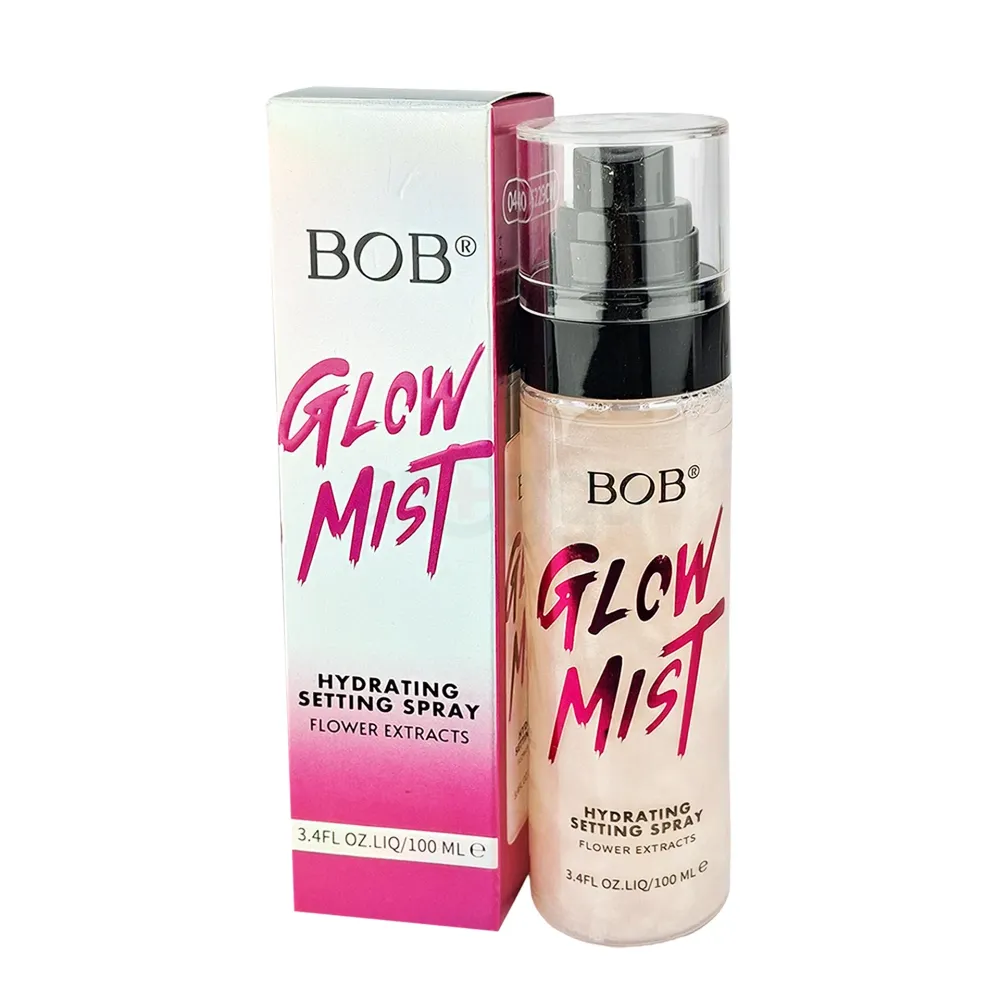 BOB®
GLOW
MIST
HYDRATING
SETTING SPRAY
FLOWER EXTRACTS
3.4FL OZ.LIQ/100 ML ℮
0440
BOB®
GLOW
MIST
HYDRATING
SETTING SPRAY
FLOWER EXTRACTS
3.4FL OZ.LIQ/100 ML ℮